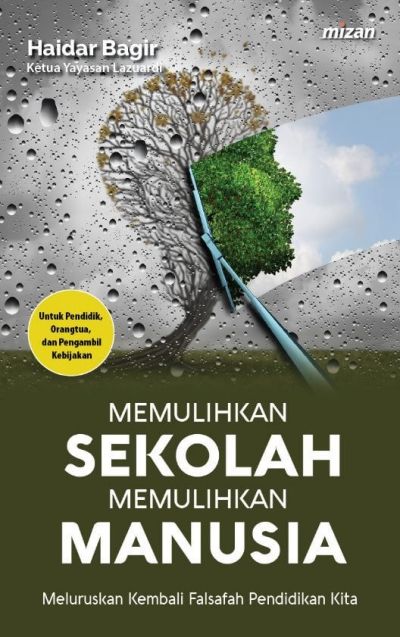 Haidar Bagir
Ketua Yayasan Lazuardi
mizan
Untuk Pendidik,
Orangtua,
dan Pengambil
Kebijakan
MEMULIHKAN
SEKOLAH
MEMULIHKAN
MANUSIA
Meluruskan Kembali Falsafah Pendidikan Kita